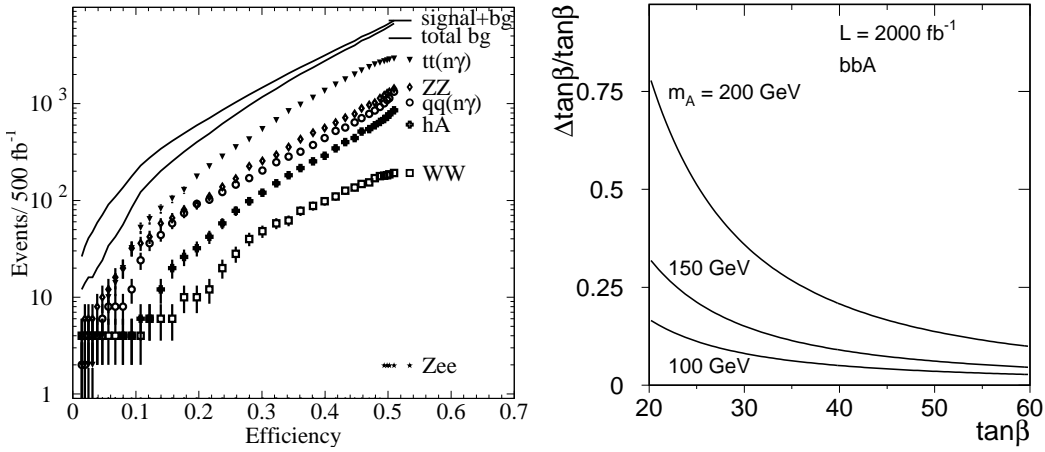 signal+bg
total bg
tt(nγ)
ZZ
qq(nγ)
hA
WW
Zee
Events/ 500 fb⁻¹
10³
10²
10
1
0 0.1 0.2 0.3 0.4 0.5 0.6 0.7
Efficiency
L = 2000 fb⁻¹
bbA
m_A = 200 GeV
150 GeV
100 GeV
Δtanβ/tanβ
0.75
0.5
0.25
0
20 30 40 50 60
tanβ